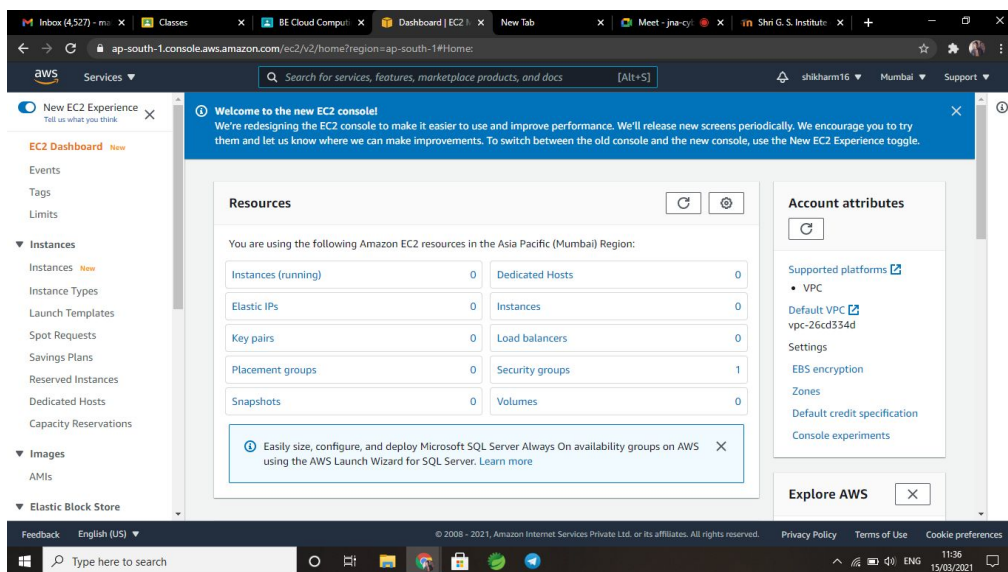 Inbox (4,527) - ma
Classes
BE Cloud Computi
Dashboard | EC2 M
New Tab
Meet - jna-cyt
Shri G. S. Institute
ap-south-1.console.aws.amazon.com/ec2/v2/home?region=ap-south-1#Home:
aws
Services
Search for services, features, marketplace products, and docs [Alt+S]
shikharm16
Mumbai
Support
New EC2 Experience
Tell us what you think
EC2 Dashboard New
Events
Tags
Limits
Instances
Instances New
Instance Types
Launch Templates
Spot Requests
Savings Plans
Reserved Instances
Dedicated Hosts
Capacity Reservations
Images
AMIs
Elastic Block Store
Welcome to the new EC2 console!
We're redesigning the EC2 console to make it easier to use and improve performance. We'll release new screens periodically. We encourage you to try
them and let us know where we can make improvements. To switch between the old console and the new console, use the New EC2 Experience toggle.
Resources
You are using the following Amazon EC2 resources in the Asia Pacific (Mumbai) Region:
Instances (running) 0
Dedicated Hosts 0
Elastic IPs 0
Instances 0
Key pairs 0
Load balancers 0
Placement groups 0
Security groups 1
Snapshots 0
Volumes 0
Easily size, configure, and deploy Microsoft SQL Server Always On availability groups on AWS
using the AWS Launch Wizard for SQL Server. Learn more
Account attributes
Supported platforms
VPC
Default VPC
vpc-26cd334d
Settings
EBS encryption
Zones
Default credit specification
Console experiments
Explore AWS
Feedback
English (US)
© 2008 - 2021, Amazon Internet Services Private Ltd. or its affiliates. All rights reserved.
Privacy Policy
Terms of Use
Cookie preferences
Type here to search
ENG
11:36
15/03/2021